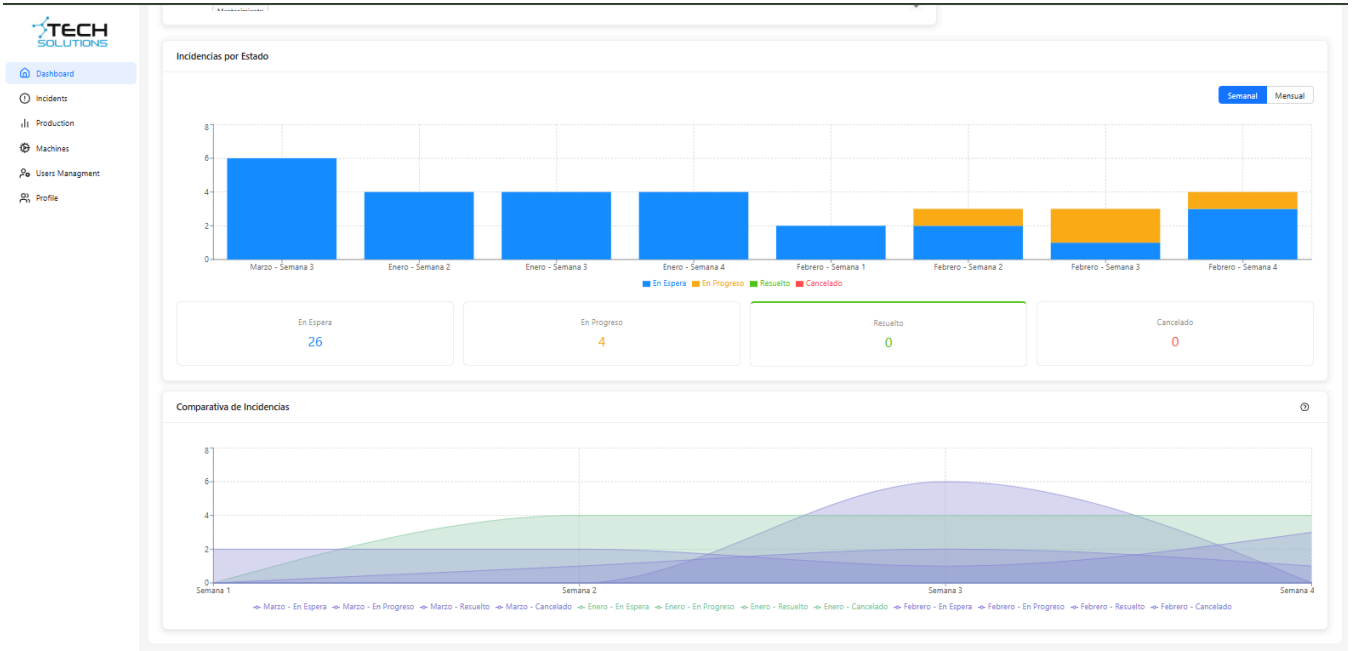 Mantenimiento
TECH
SOLUTIONS
Dashboard
Incidents
Production
Machines
Users Managment
Profile
Incidencias por Estado
Semanal Mensual
8
6
4
2
0
Marzo - Semana 3 Enero - Semana 2 Enero - Semana 3 Enero - Semana 4 Febrero - Semana 1 Febrero - Semana 2 Febrero - Semana 3 Febrero - Semana 4
En Espera En Progreso Resuelto Cancelado
En Espera En Progreso Resuelto Cancelado
26 4 0 0
Comparativa de Incidencias
8
6
4
2
0
Semana 1 Semana 2 Semana 3 Semana 4
Marzo - En Espera Marzo - En Progreso Marzo - Resuelto Marzo - Cancelado Enero - En Espera Enero - En Progreso Enero - Resuelto Enero - Cancelado Febrero - En Espera Febrero - En Progreso Febrero - Resuelto Febrero - Cancelado